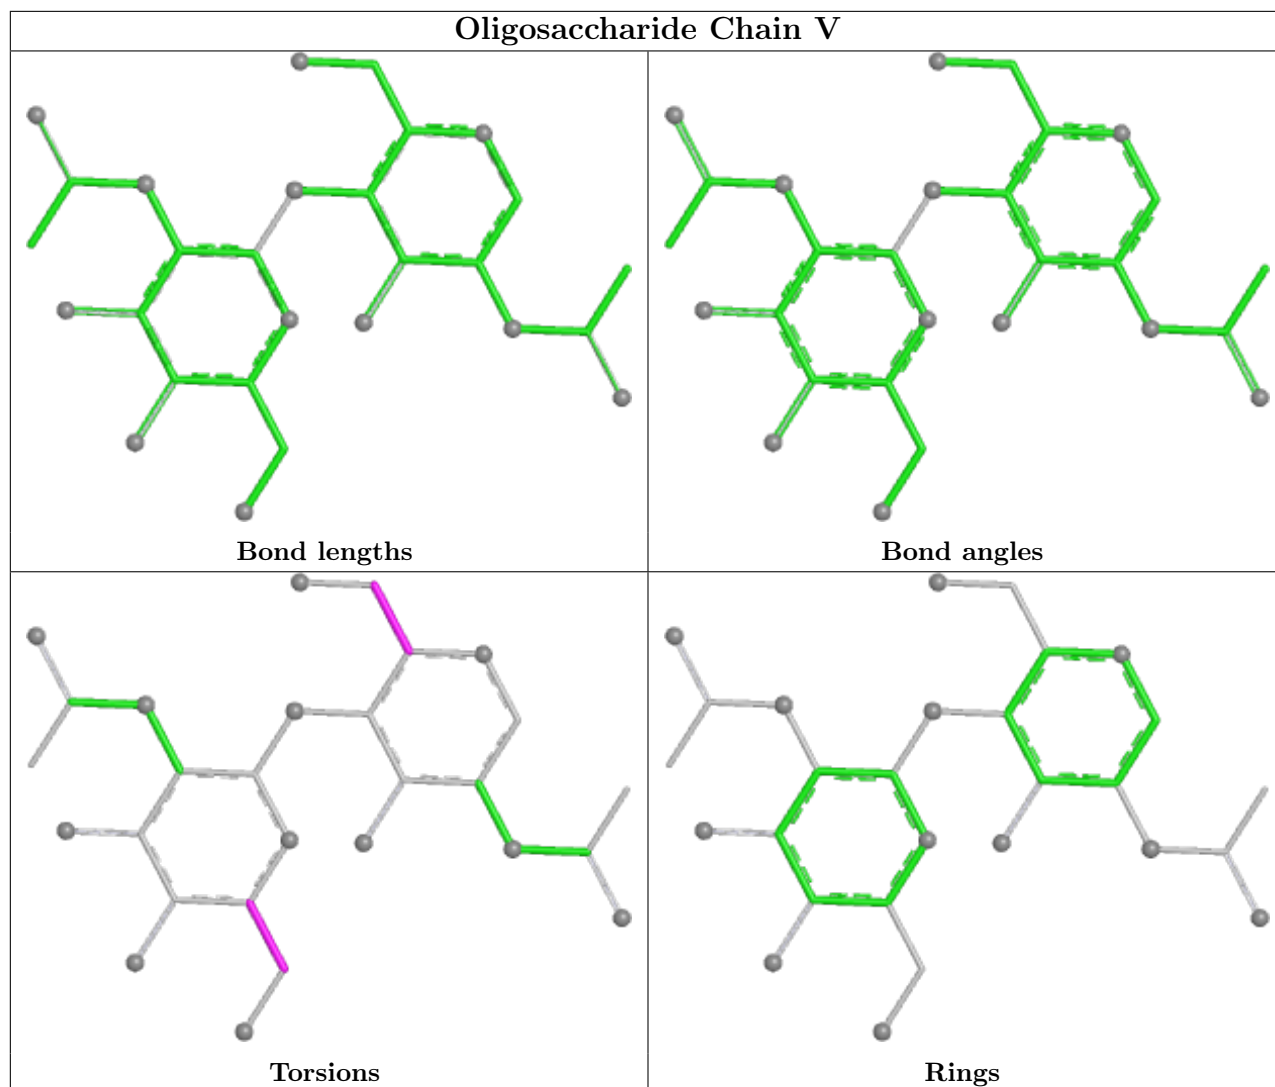 Oligosaccharide Chain V
Bond lengths
Bond angles
Torsions
Rings